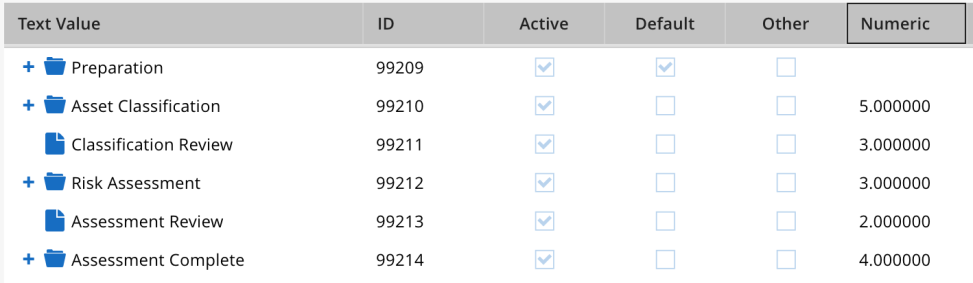 Text Value ID Active Default Other Numeric
Preparation 99209
Asset Classification 99210 5.000000
Classification Review 99211 3.000000
Risk Assessment 99212 3.000000
Assessment Review 99213 2.000000
Assessment Complete 99214 4.000000